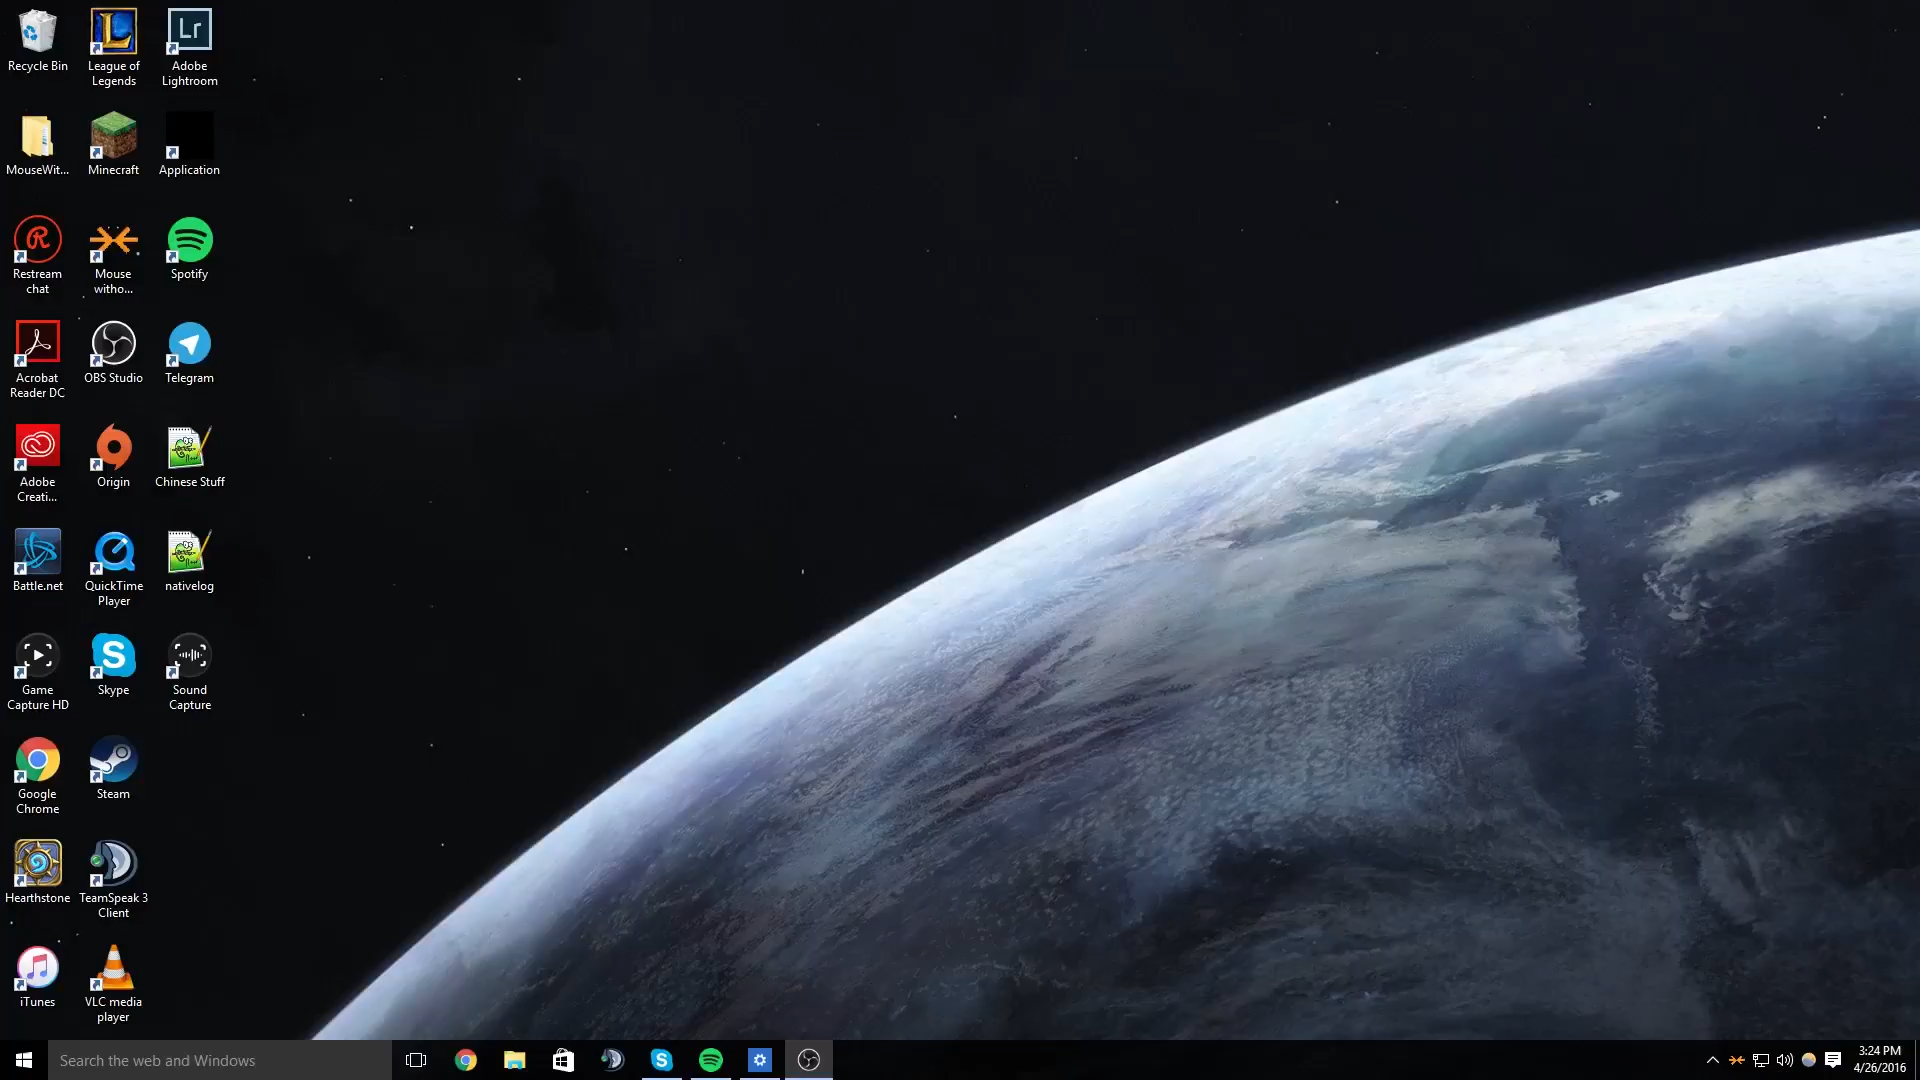 Recycle Bin
League of
Legends
Lr
Adobe
Lightroom
MouseWit...
Minecraft
Application
Restream
chat
Mouse
witho...
Spotify
Acrobat
Reader DC
OBS Studio
Telegram
Adobe
Creati...
Origin
Chinese Stuff
Battle.net
QuickTime
Player
nativelog
Game
Capture HD
Skype
Sound
Capture
Google
Chrome
Steam
Hearthstone
TeamSpeak 3
Client
iTunes
VLC media
player
Search the web and Windows
3:24 PM
4/26/2016